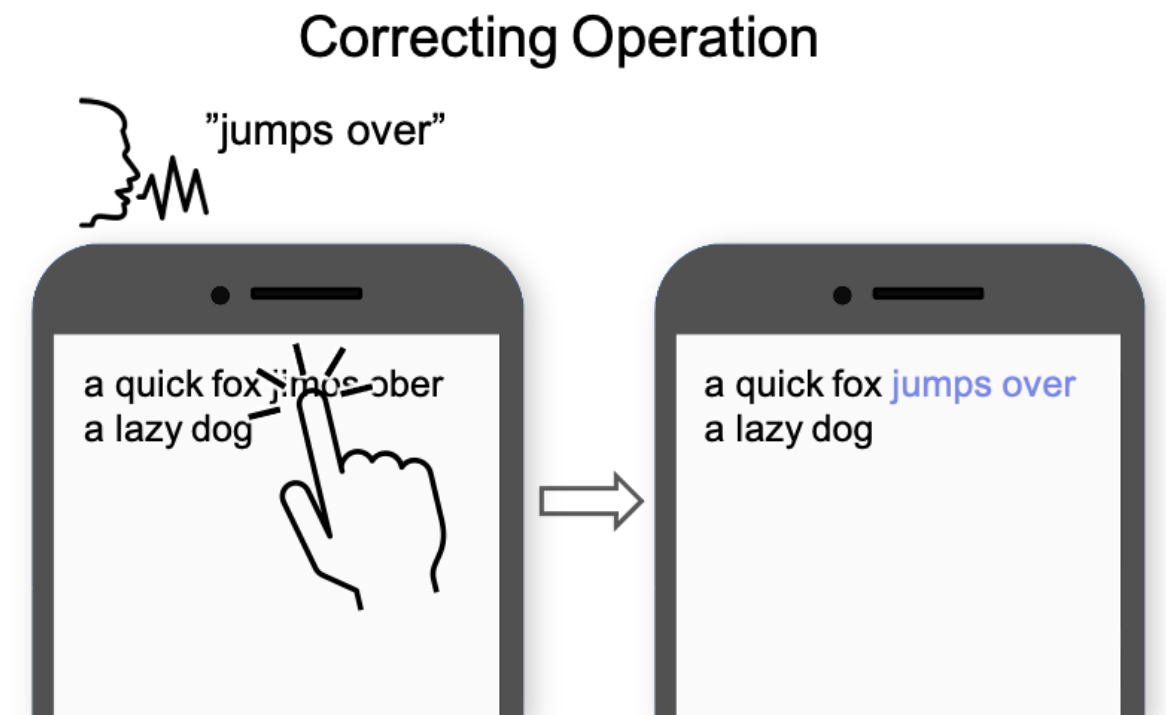 Correcting Operation
”jumps over”
a quick fox jimps ober
a lazy dog
a quick fox jumps over
a lazy dog